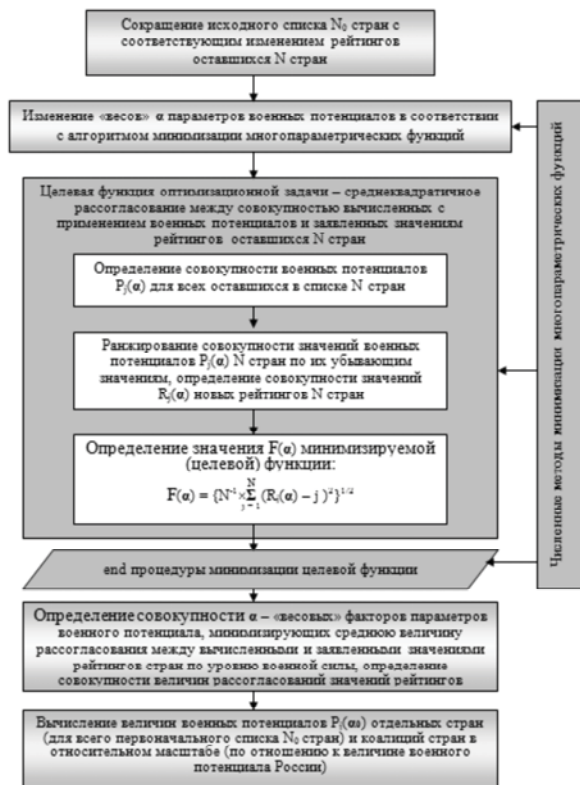 Сокращение исходного списка N₀ стран с
соответствующим изменением рейтингов
оставшихся N стран
Изменение «весов» α параметров военных потенциалов в соответствии
с алгоритмом минимизации многопараметрических функций
Целевая функция оптимизационной задачи – среднеквадратичное
рассогласование между совокупностью вычисленных с
применением военных потенциалов и заявленных значениям
рейтингов оставшихся N стран
Определение совокупности военных потенциалов
Pⱼ(α) для всех оставшихся в списке N стран
Ранжирование совокупности значений военных
потенциалов Pⱼ(α) N стран по их убывающим
значениям, определение совокупности значений
Rⱼ(α) новых рейтингов N стран
Определение значения F(α) минимизируемой
(целевой) функции:
F(α) = {N⁻¹×Σ (Rⱼ(α) – j )²}¹ᐟ²
N
j = 1
end процедуры минимизации целевой функции
Определение совокупности α – «весовых» факторов параметров
военного потенциала, минимизирующих среднюю величину
рассогласования между вычисленными и заявленными значениями
рейтингов стран по уровню военной силы, определение
совокупности величин рассогласований значений рейтингов
Вычисление величин военных потенциалов Pⱼ(α₀) отдельных стран
(для всего первоначального списка N₀ стран) и коалиций стран в
относительном масштабе (по отношению к величине военного
потенциала России)
Численные методы минимизации многопараметрических функций